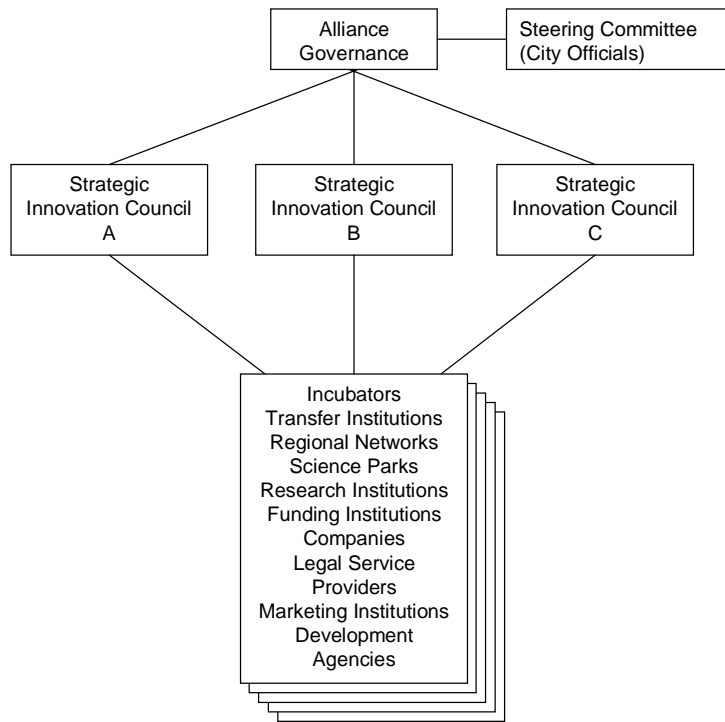 Alliance
Governance
Steering Committee
(City Officials)
Strategic
Innovation Council
A
Strategic
Innovation Council
B
Strategic
Innovation Council
C
Incubators
Transfer Institutions
Regional Networks
Science Parks
Research Institutions
Funding Institutions
Companies
Legal Service
Providers
Marketing Institutions
Development
Agencies